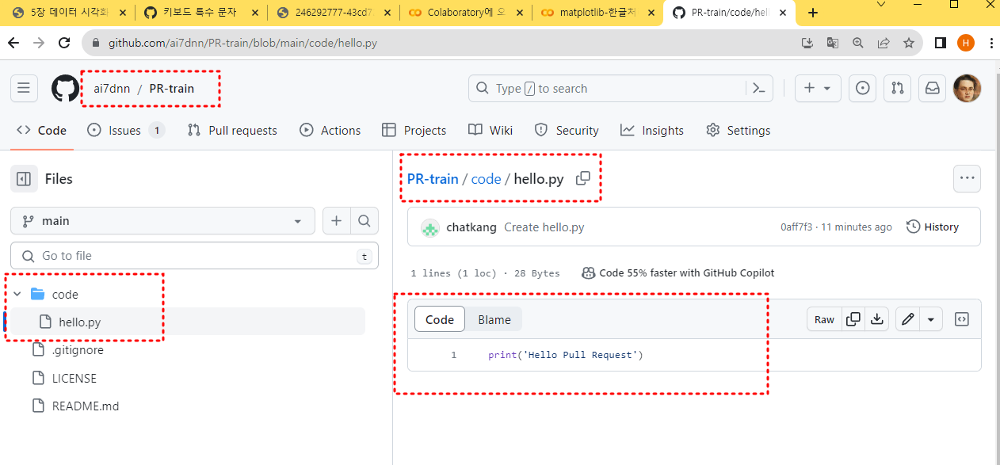 5장 데이터 시각화
키보드 특수 문자
246292777-43cd7
Colaboratory에 오
matplotlib-한글처
PR-train/code/hell
github.com/ai7dnn/PR-train/blob/main/code/hello.py
H
ai7dnn / PR-train
Type / to search
Code
Issues 1
Pull requests
Actions
Projects
Wiki
Security
Insights
Settings
Files
main
Go to file
t
code
hello.py
.gitignore
LICENSE
README.md
PR-train / code / hello.py
chatkang Create hello.py
0aff7f3 · 11 minutes ago
History
1 lines (1 loc) · 28 Bytes
Code 55% faster with GitHub Copilot
Code
Blame
Raw
1 print('Hello Pull Request')